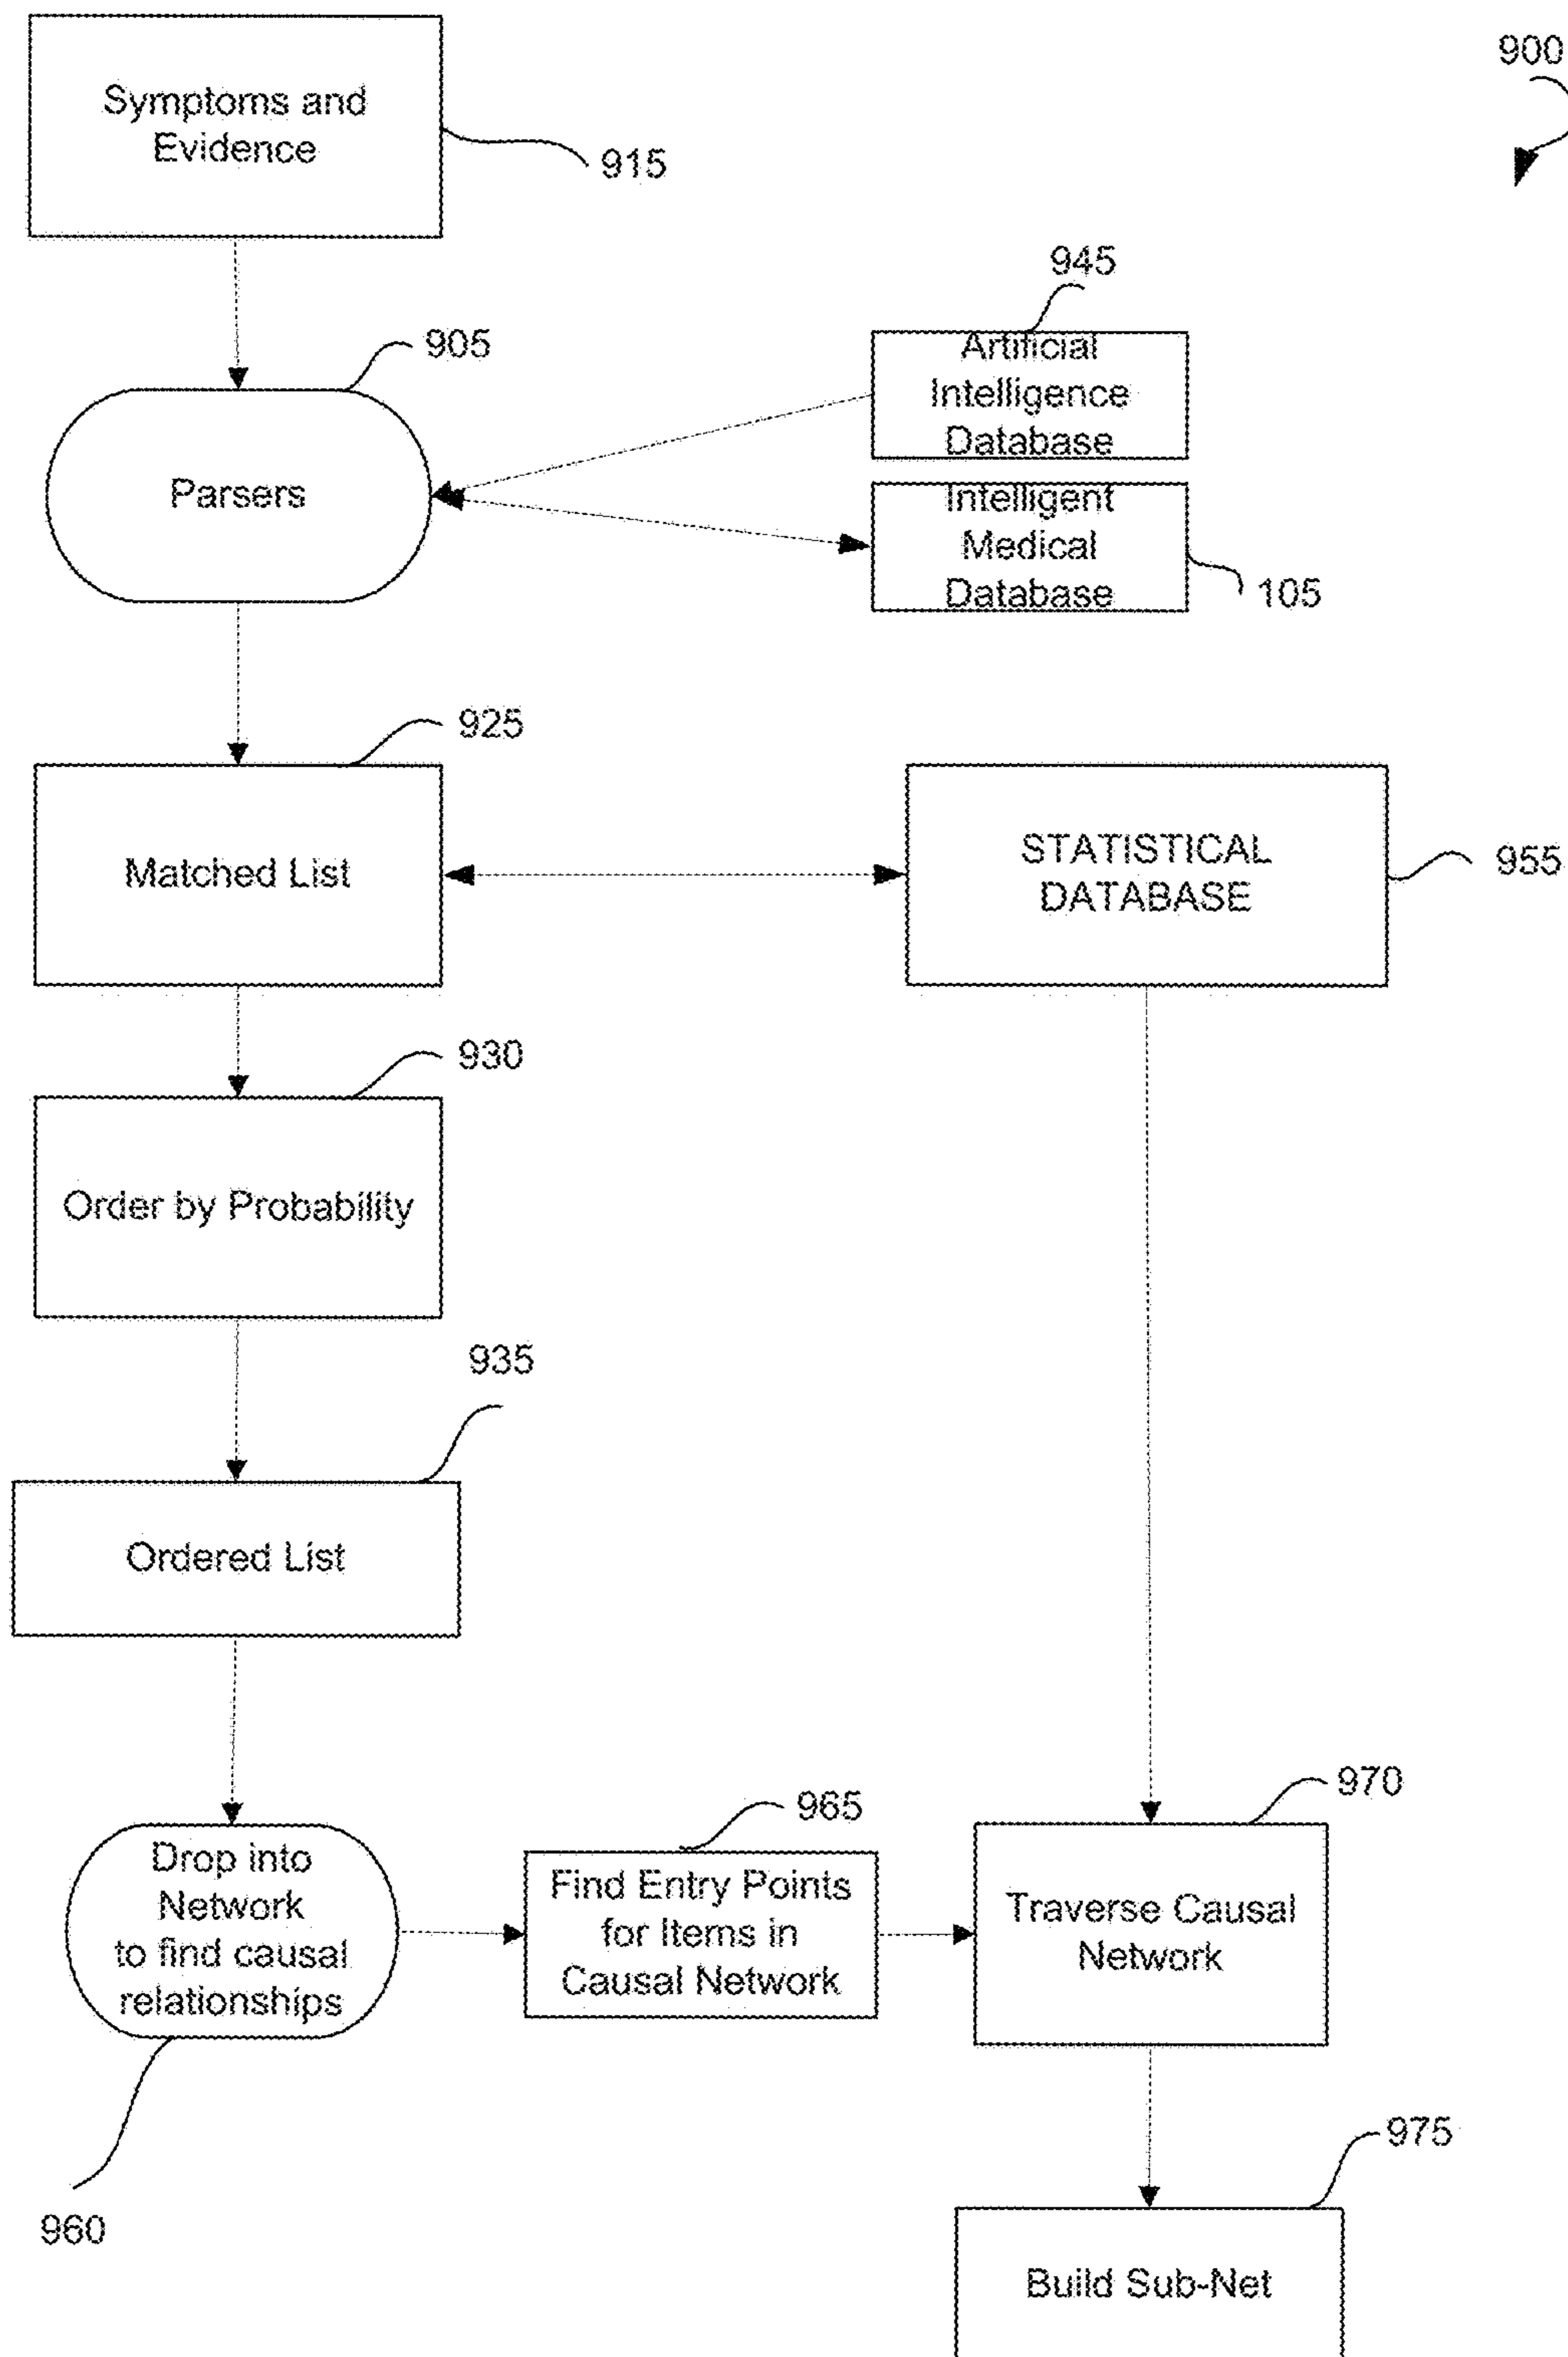 900
Symptoms and
Evidence
915
945
905
Artificial
Intelligence
Database
Parsers
Intelligent
Medical
Database
105
925
Matched List
STATISTICAL
DATABASE
955
930
Order by Probability
935
Ordered List
970
965
Drop into
Network
to find causal
relationships
Find Entry Points
for Items in
Causal Network
Traverse Causal
Network
975
960
Build Sub-Net